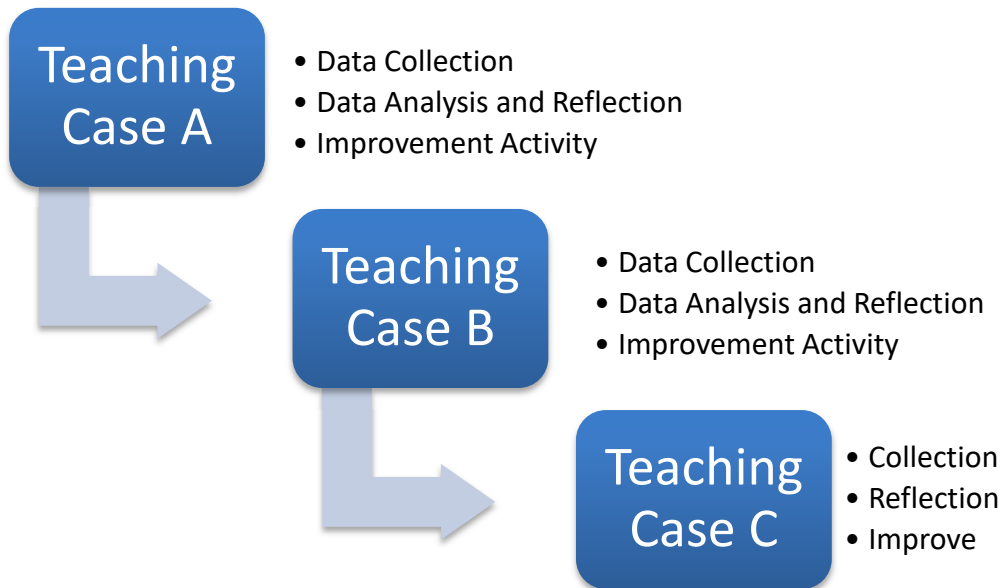 Teaching
Case A
• Data Collection
• Data Analysis and Reflection
• Improvement Activity
Teaching
Case B
• Data Collection
• Data Analysis and Reflection
• Improvement Activity
Teaching
Case C
• Collection
• Reflection
• Improve